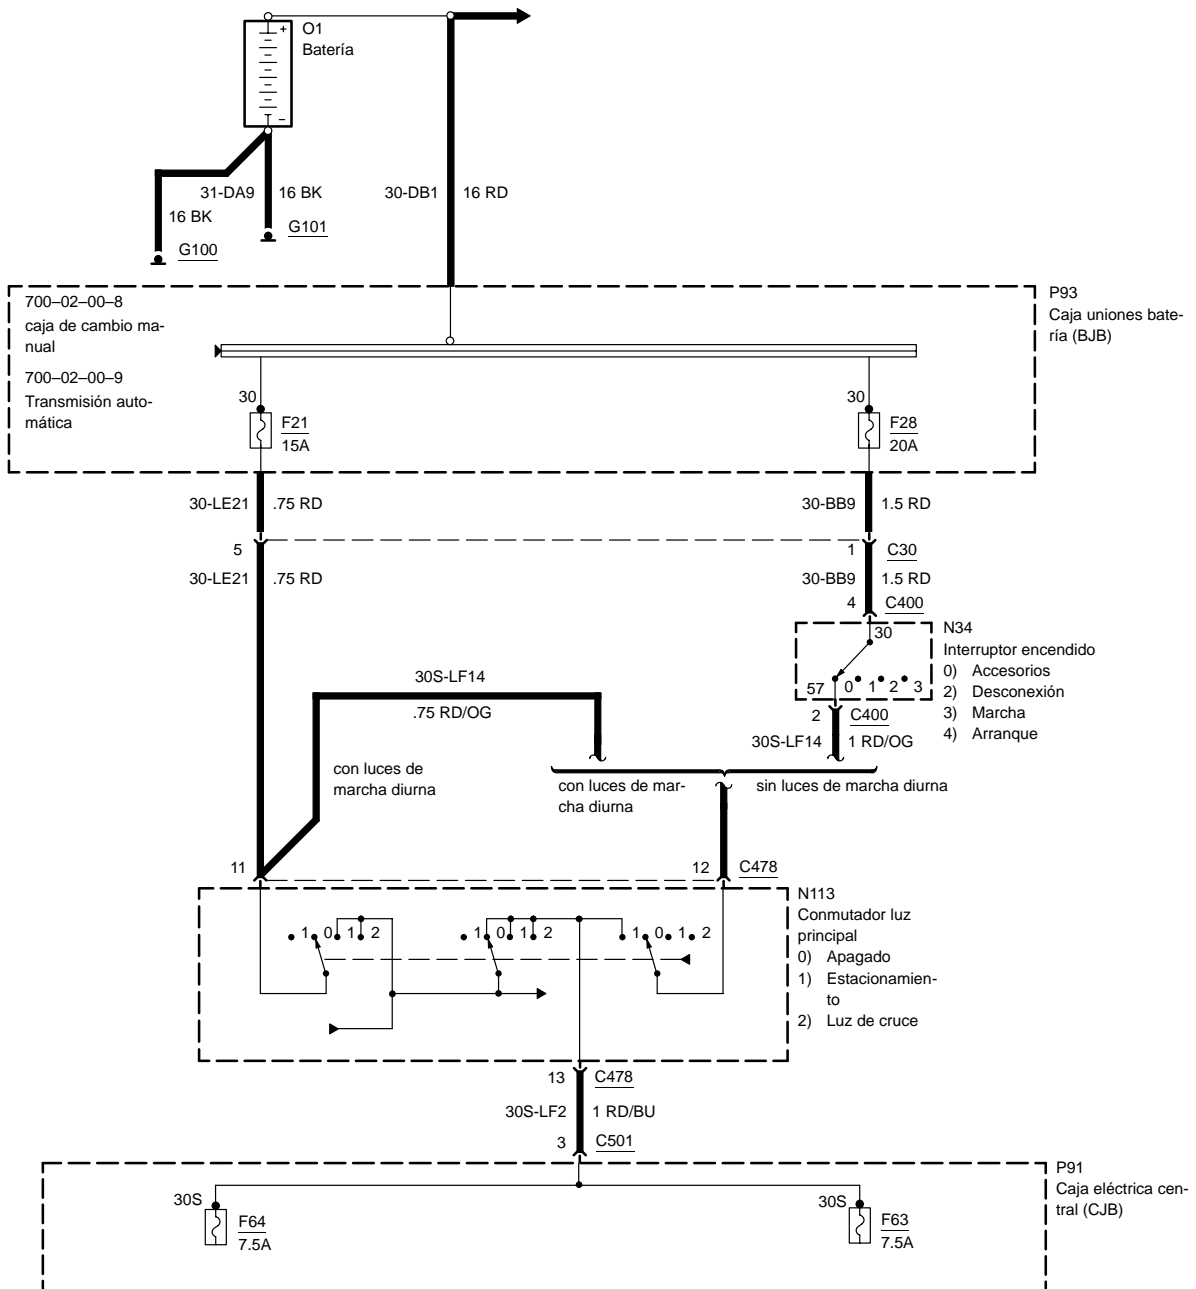 +
O1
Batería
–
31-DA9
16 BK
30-DB1
16 RD
16 BK
G101
G100
700–02–00–8
caja de cambio ma-
nual
700–02–00–9
Transmisión auto-
mática
P93
Caja uniones bate-
ría (BJB)
30
F21
15A
30
F28
20A
30-LE21
.75 RD
30-BB9
1.5 RD
5
1
C30
30-LE21
.75 RD
30-BB9
1.5 RD
4
C400
30
N34
Interruptor encendido
0) Accesorios
2) Desconexión
3) Marcha
4) Arranque
57
0 1 2 3
30S-LF14
.75 RD/OG
2
C400
30S-LF14
1 RD/OG
con luces de
marcha diurna
con luces de mar-
cha diurna
sin luces de marcha diurna
11
12
C478
N113
Conmutador luz
principal
0) Apagado
1) Estacionamien-
to
2) Luz de cruce
1 0 1 2
1 0 1 2
1 0 1 2
13
C478
30S-LF2
1 RD/BU
3
C501
P91
Caja eléctrica cen-
tral (CJB)
30S
F64
7.5A
30S
F63
7.5A